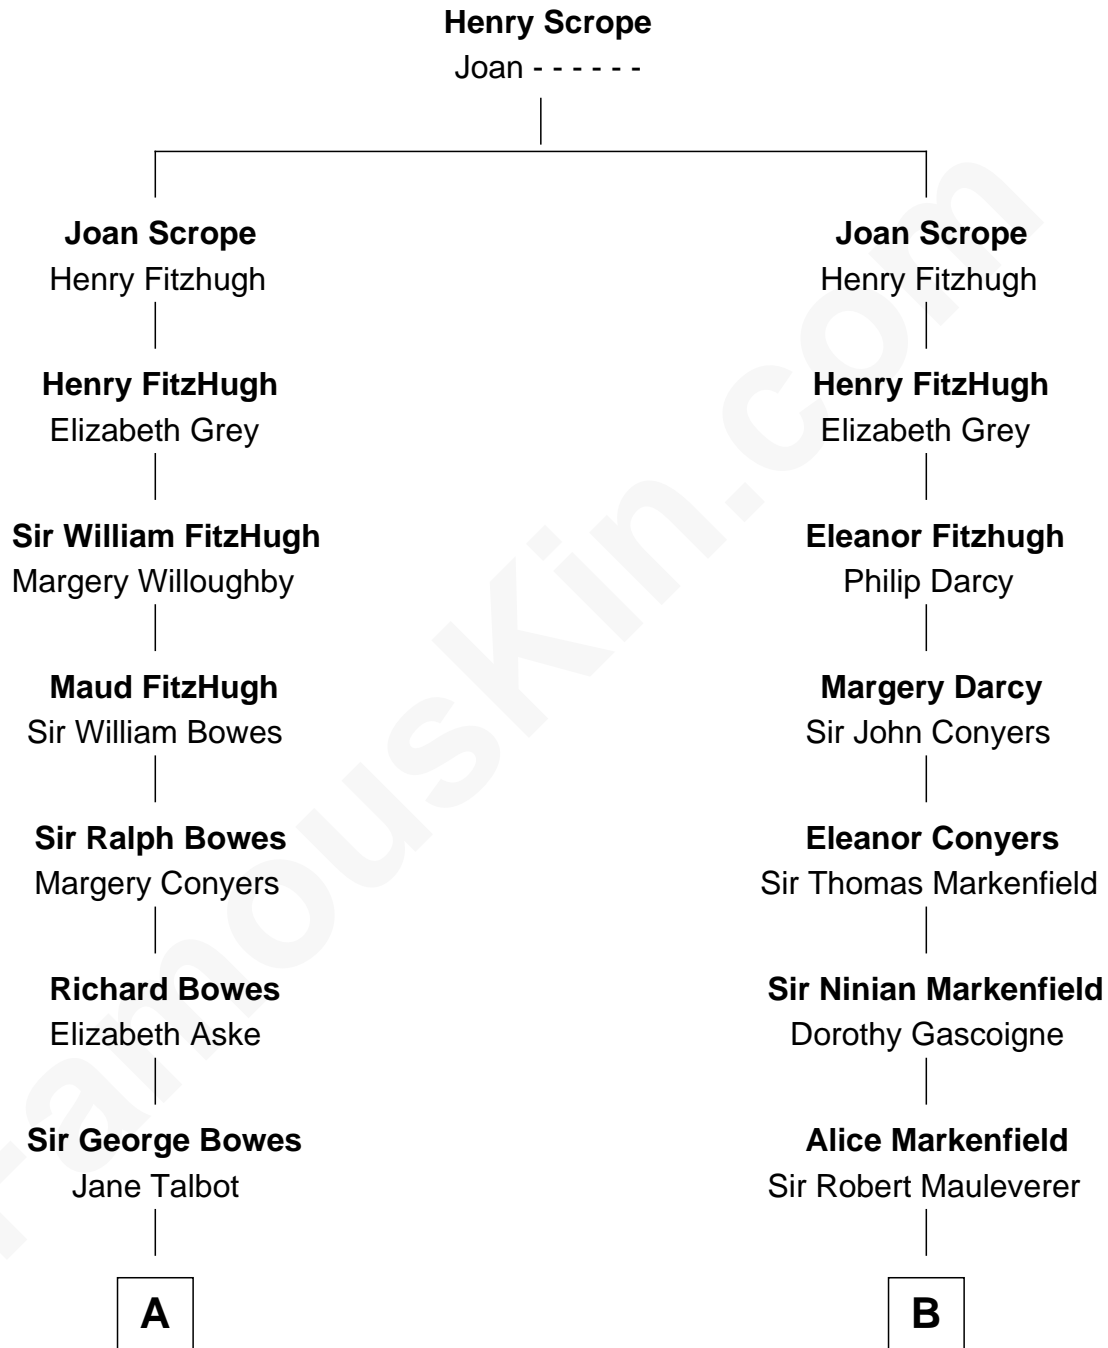 Henry Scrope
Joan - - - - - -
Joan Scrope
Henry Fitzhugh
Joan Scrope
Henry Fitzhugh
Henry FitzHugh
Elizabeth Grey
Henry FitzHugh
Elizabeth Grey
Sir William FitzHugh
Margery Willoughby
Eleanor Fitzhugh
Philip Darcy
Maud FitzHugh
Sir William Bowes
Margery Darcy
Sir John Conyers
Sir Ralph Bowes
Margery Conyers
Eleanor Conyers
Sir Thomas Markenfield
Richard Bowes
Elizabeth Aske
Sir Ninian Markenfield
Dorothy Gascoigne
Sir George Bowes
Jane Talbot
Alice Markenfield
Sir Robert Mauleverer
A
B
FamousKin.com